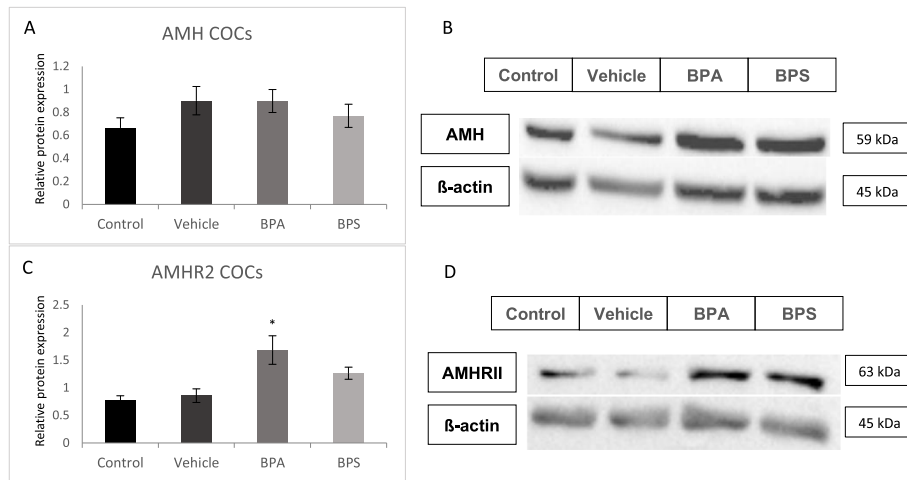 A
AMH COCs
Relative protein expression
1.2
1
0.8
0.6
0.4
0.2
0
Control Vehicle BPA BPS
B
Control Vehicle BPA BPS
AMH
59 kDa
ß-actin
45 kDa
C
AMHR2 COCs
Relative protein expression
2.5
2
1.5
1
0.5
0
*
Control Vehicle BPA BPS
D
Control Vehicle BPA BPS
AMHRII
63 kDa
ß-actin
45 kDa